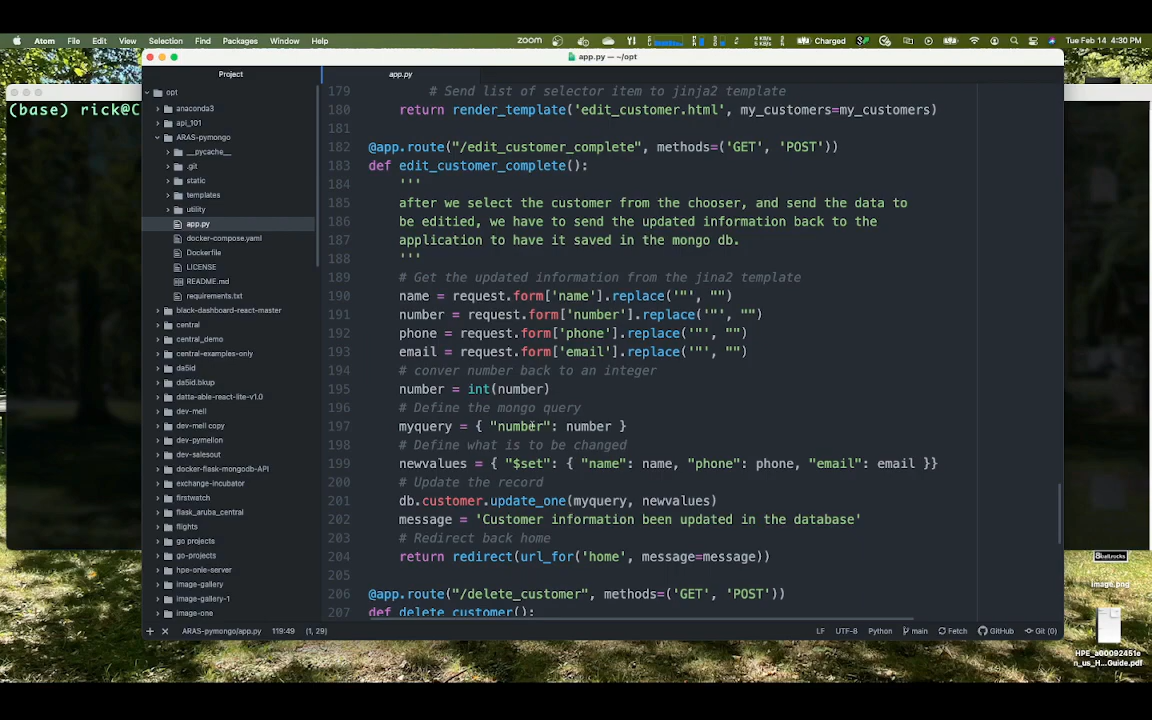 Atom File Edit View Selection Find Packages Window Help
zoom
Charged
Tue Feb 14 4:30 PM
app.py — ~/opt
Project
app.py
(base) rick@C
opt
anaconda3
api_101
ARAS-pymongo
__pycache__
.git
static
templates
utility
app.py
docker-compose.yaml
Dockerfile
LICENSE
README.md
requirements.txt
black-dashboard-react-master
central
central_demo
central-examples-only
da5id
da5id.bkup
datta-able-react-lite-v1.0
dev-mell
dev-mell copy
dev-pymelion
dev-salesout
docker-flask-mongodb-API
exchange-incubator
firstwatch
flask_aruba_central
flights
go projects
go-projects
hpe-onle-server
image-gallery
image-gallery-1
image-one
179 # Send list of selector item to jinja2 template
180 return render_template('edit_customer.html', my_customers=my_customers)
181
182 @app.route("/edit_customer_complete", methods=('GET', 'POST'))
183 def edit_customer_complete():
184 '''
185 after we select the customer from the chooser, and send the data to
186 be editied, we have to send the updated information back to the
187 application to have it saved in the mongo db.
188 '''
189 # Get the updated information from the jina2 template
190 name = request.form['name'].replace('"', "")
191 number = request.form['number'].replace('"', "")
192 phone = request.form['phone'].replace('"', "")
193 email = request.form['email'].replace('"', "")
194 # conver number back to an integer
195 number = int(number)
196 # Define the mongo query
197 myquery = { "number": number }
198 # Define what is to be changed
199 newvalues = { "$set": { "name": name, "phone": phone, "email": email }}
200 # Update the record
201 db.customer.update_one(myquery, newvalues)
202 message = 'Customer information been updated in the database'
203 # Redirect back home
204 return redirect(url_for('home', message=message))
205
206 @app.route("/delete_customer", methods=('GET', 'POST'))
207 def delete_customer():
ARAS-pymongo/app.py 119:49 (1, 29)
LF UTF-8 Python main Fetch GitHub Git (0)
image.png
HPE_a00092451e
n_us_H...Guide.pdf